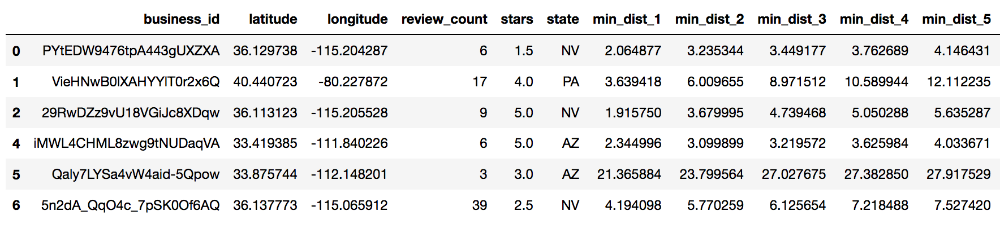 business_id latitude longitude review_count stars state min_dist_1 min_dist_2 min_dist_3 min_dist_4 min_dist_5
0 PYtEDW9476tpA443gUXZXA 36.129738 -115.204287 6 1.5 NV 2.064877 3.235344 3.449177 3.762689 4.146431
1 VieHNwB0lXAHYYlT0r2x6Q 40.440723 -80.227872 17 4.0 PA 3.639418 6.009655 8.971512 10.589944 12.112235
2 29RwDZz9vU18VGiJc8XDqw 36.113123 -115.205528 9 5.0 NV 1.915750 3.679995 4.739468 5.050288 5.635287
4 iMWL4CHML8zwg9tNUDaqVA 33.419385 -111.840226 6 5.0 AZ 2.344996 3.099899 3.219572 3.625984 4.033671
5 Qaly7LYSa4vW4aid-5Qpow 33.875744 -112.148201 3 3.0 AZ 21.365884 23.799564 27.027675 27.382850 27.917529
6 5n2dA_QqO4c_7pSK0Of6AQ 36.137773 -115.065912 39 2.5 NV 4.194098 5.770259 6.125654 7.218488 7.527420